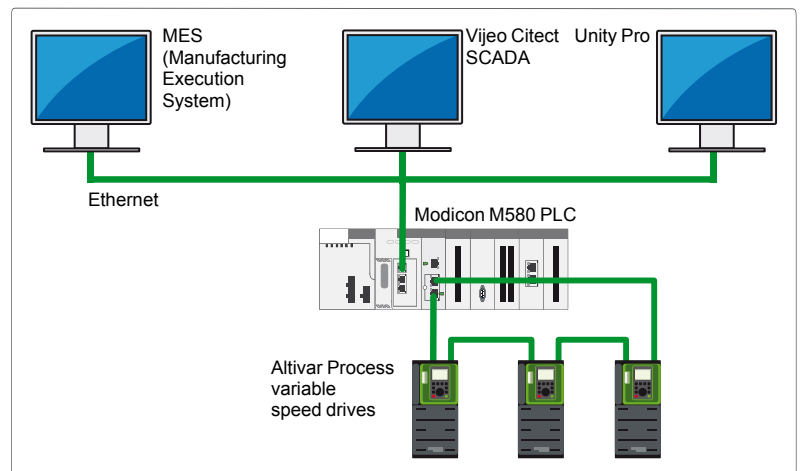 MES
(Manufacturing
Execution
System)
Vijeo Citect
SCADA
Unity Pro
Ethernet
Modicon M580 PLC
Altivar Process
variable
speed drives